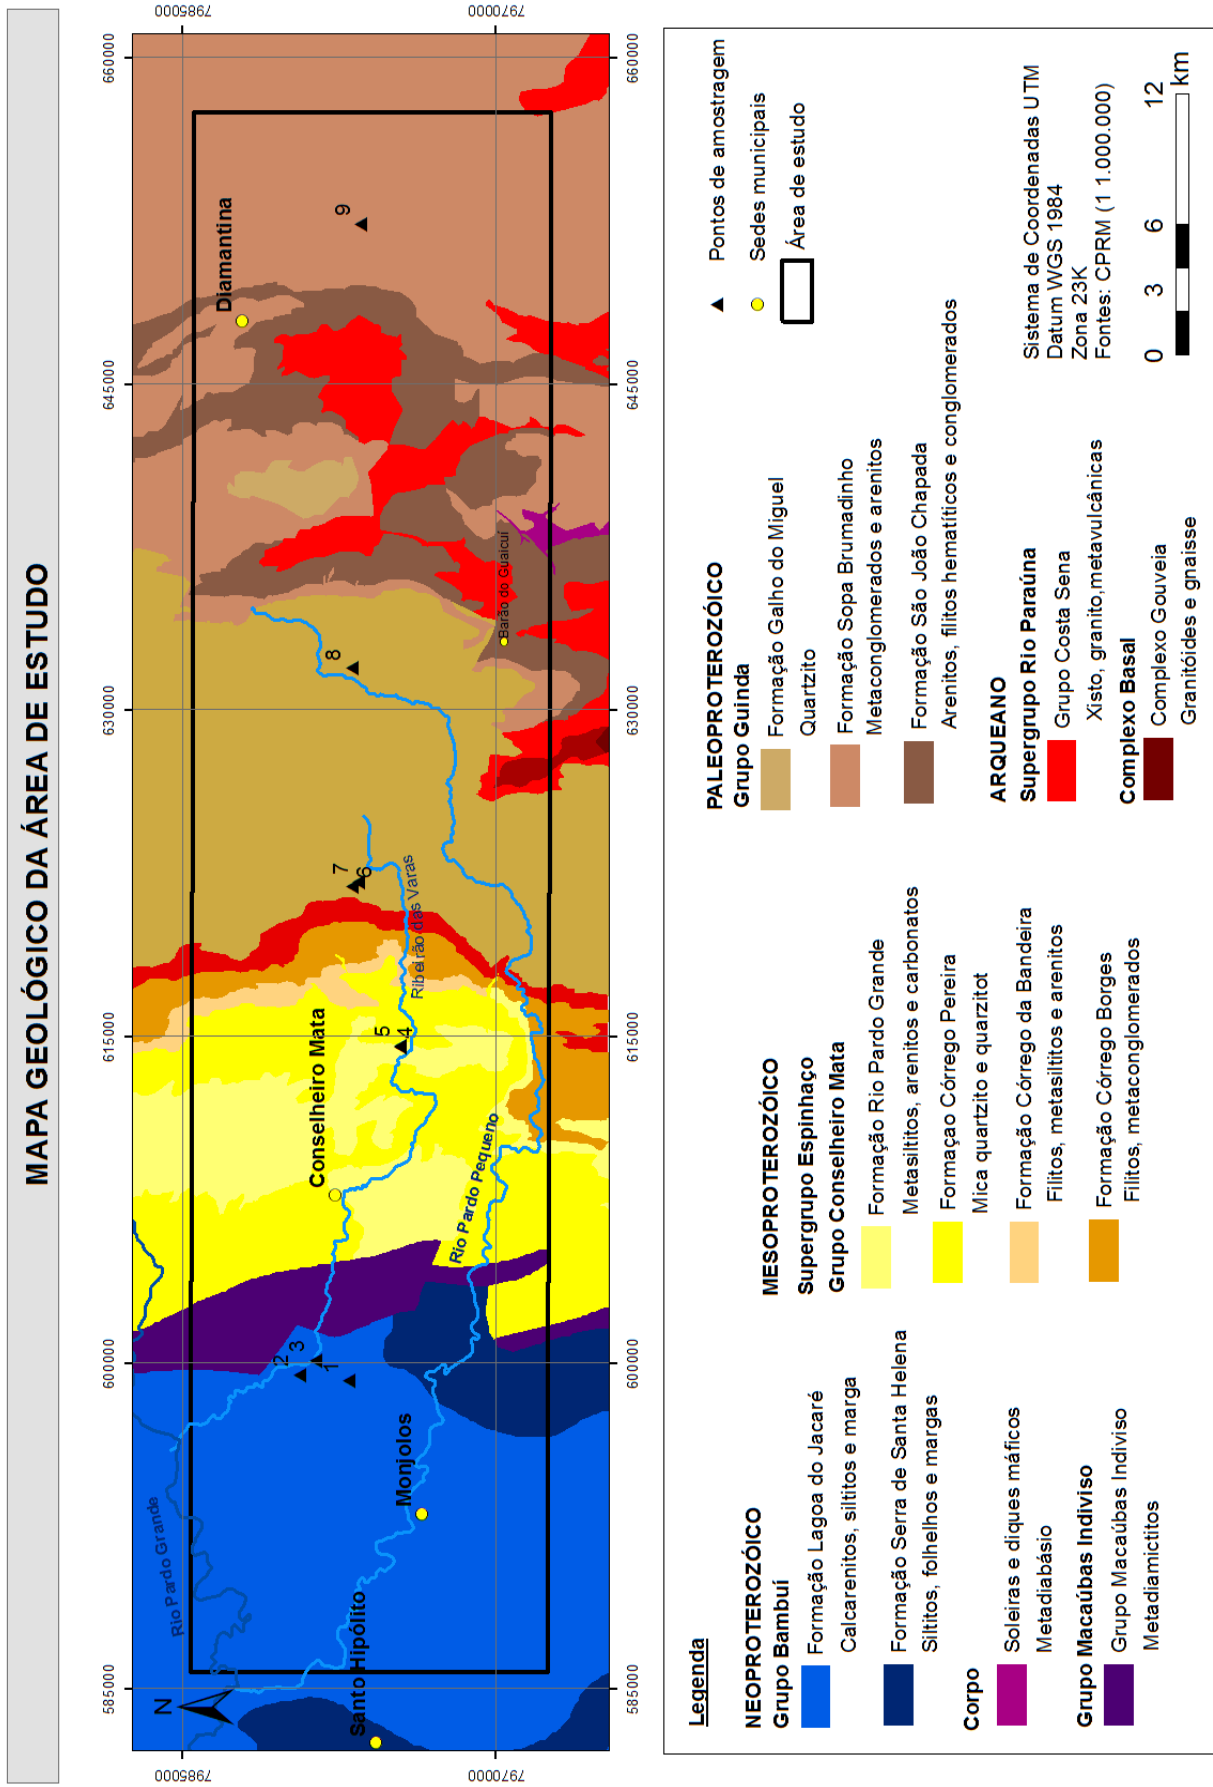 MAPA GEOLÓGICO DA ÁREA DE ESTUDO
585000
600000
615000
630000
645000
660000
7985000
7985000
7970000
7970000
N
Rio Pardo Grande
Santo Hipólito
Monjolos
Conselheiro Mata
Rio Pardo Pequeno
Ribeirão das Varas
Barão do Guaicuí
Diamantina
1
2
3
4
5
6
7
8
9
585000
600000
615000
630000
645000
660000
Legenda
NEOPROTEROZÓICO
Grupo Bambuí
Formação Lagoa do Jacaré
Calcarenitos, siltitos e marga
Formação Serra de Santa Helena
Siltitos, folhelhos e margas
Corpo
Soleiras e diques máficos
Metadiabásio
Grupo Macaúbas Indiviso
Grupo Macaúbas Indiviso
Metadiamictitos
MESOPROTEROZÓICO
Supergrupo Espinhaço
Grupo Conselheiro Mata
Formação Rio Pardo Grande
Metasiltitos, arenitos e carbonatos
Formaçao Córrego Pereira
Mica quartzito e quarzitot
Formação Córrego da Bandeira
Filitos, metasiltitos e arenitos
Formação Córrego Borges
Filitos, metaconglomerados
PALEOPROTEROZÓICO
Grupo Guinda
Formação Galho do Miguel
Quartzito
Formação Sopa Brumadinho
Metaconglomerados e arenitos
Formação São João Chapada
Arenitos, filitos hematíticos e conglomerados
ARQUEANO
Supergrupo Rio Paraúna
Grupo Costa Sena
Xisto, granito,metavulcânicas
Complexo Basal
Complexo Gouveia
Granitóides e gnaisse
Pontos de amostragem
Sedes municipais
Área de estudo
Sistema de Coordenadas UTM
Datum WGS 1984
Zona 23K
Fontes: CPRM (1 1.000.000)
0 3 6 12
km